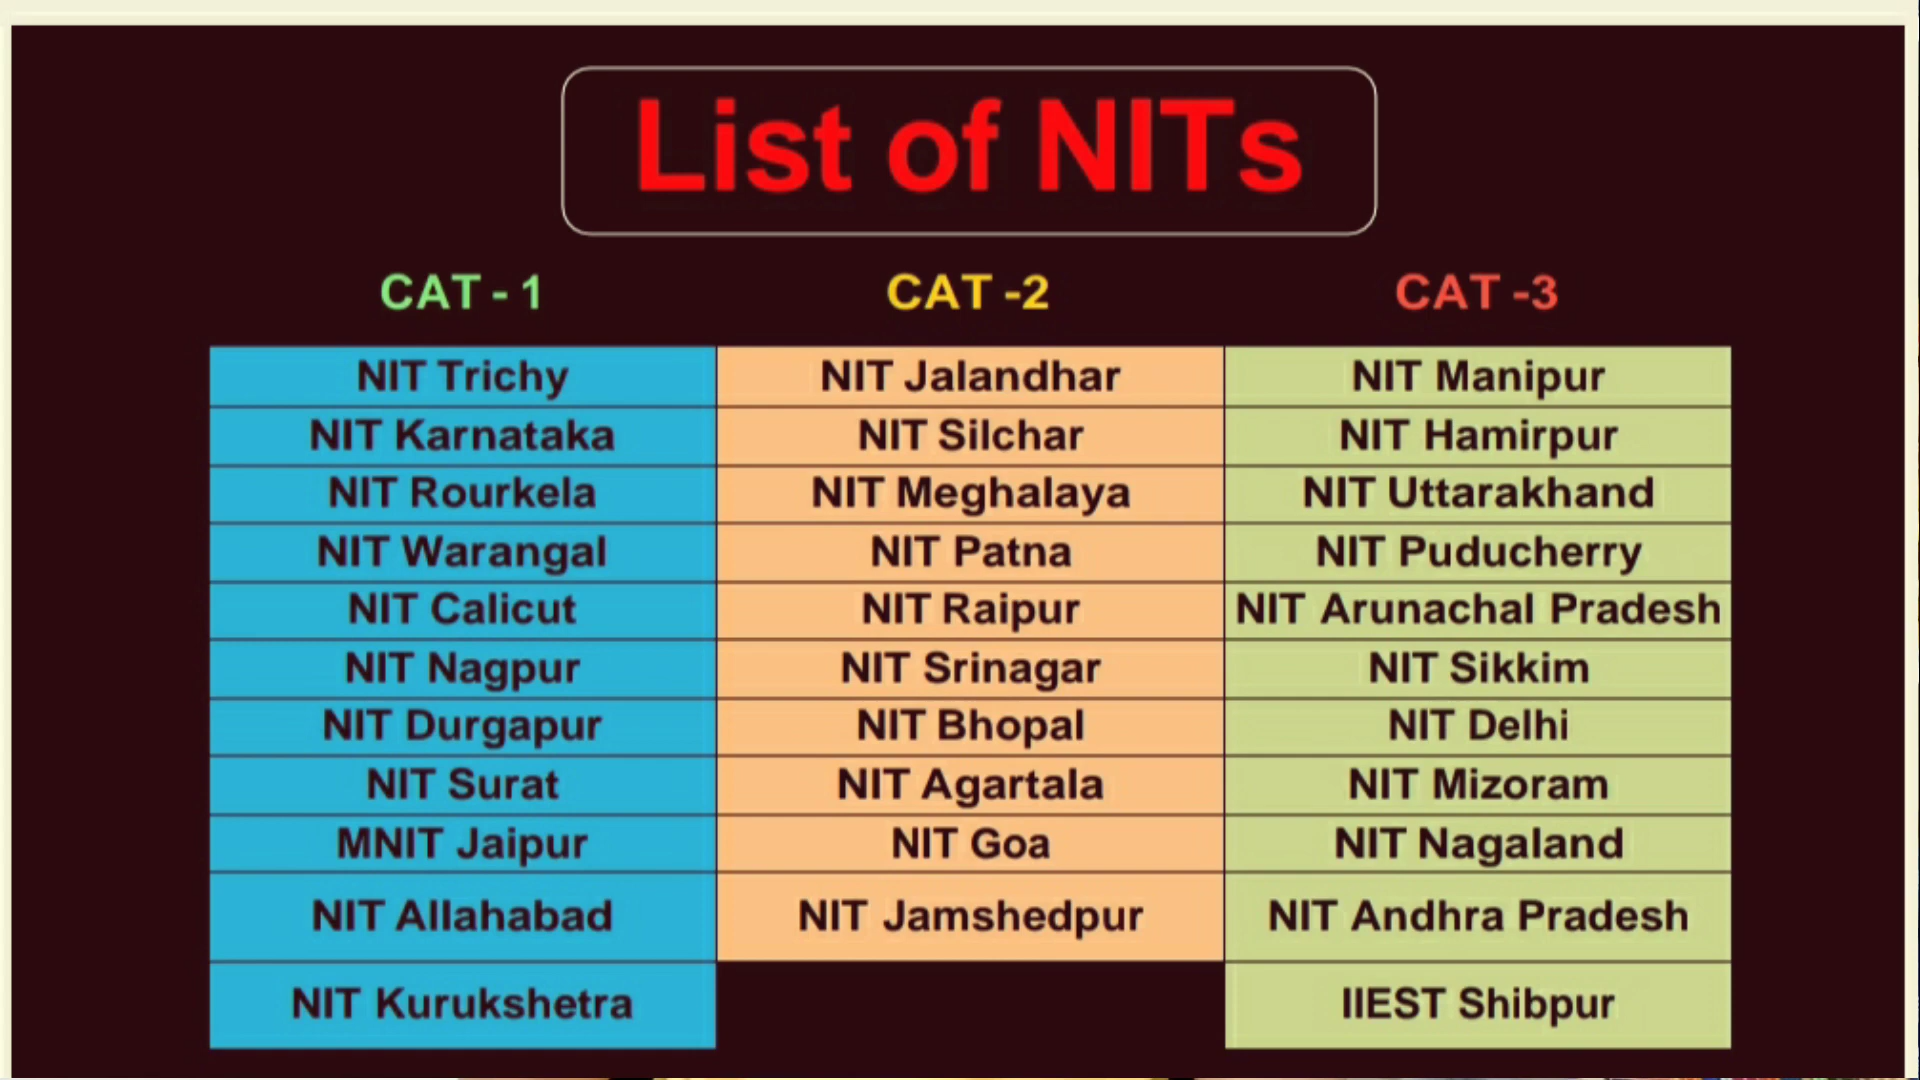 List of NITs
CAT - 1 CAT -2 CAT -3
NIT Trichy NIT Jalandhar NIT Manipur
NIT Karnataka NIT Silchar NIT Hamirpur
NIT Rourkela NIT Meghalaya NIT Uttarakhand
NIT Warangal NIT Patna NIT Puducherry
NIT Calicut NIT Raipur NIT Arunachal Pradesh
NIT Nagpur NIT Srinagar NIT Sikkim
NIT Durgapur NIT Bhopal NIT Delhi
NIT Surat NIT Agartala NIT Mizoram
MNIT Jaipur NIT Goa NIT Nagaland
NIT Allahabad NIT Jamshedpur NIT Andhra Pradesh
NIT Kurukshetra IIEST Shibpur